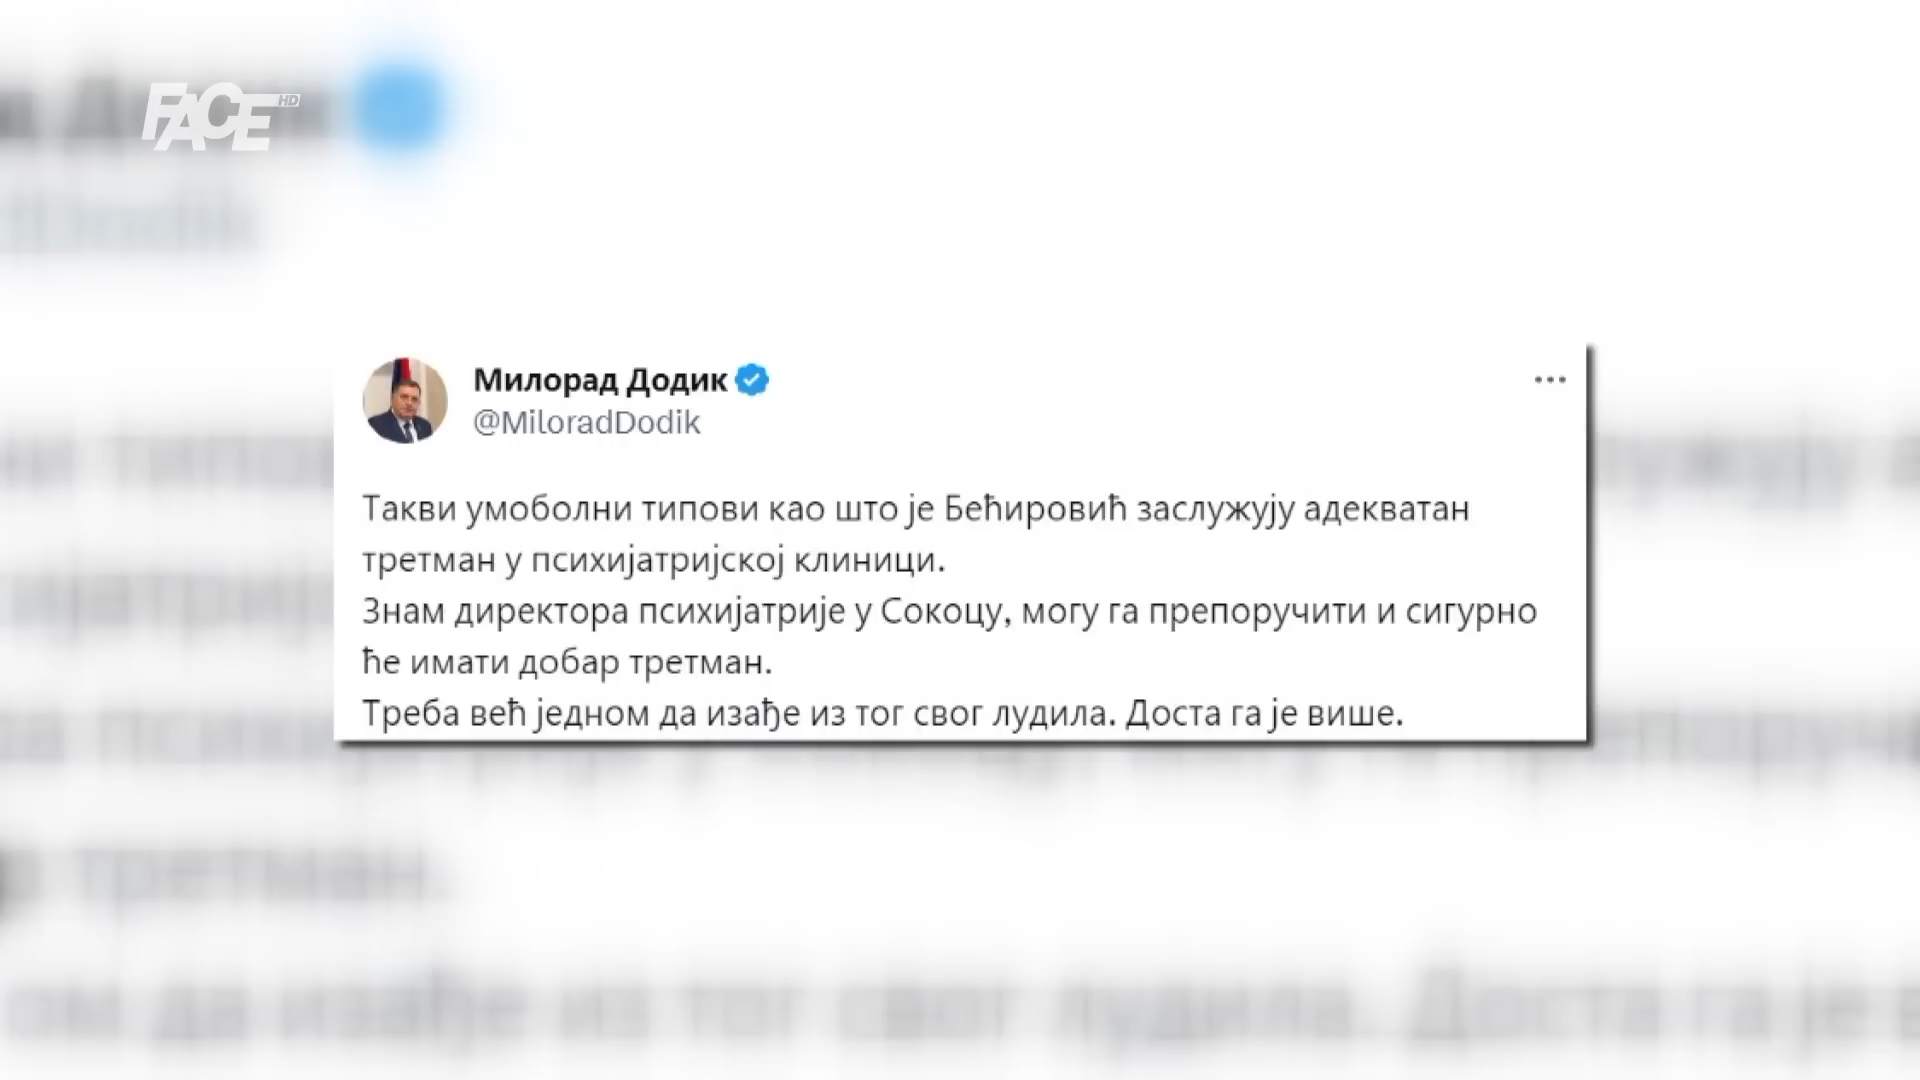 FACE HD
Милорад Додик
@MiloradDodik
Такви умоболни типови као што је Бећировић заслужују адекватан
третман у психијатријској клиници.
Знам директора психијатрије у Сокоцу, могу га препоручити и сигурно
ће имати добар третман.
Треба већ једном да изађе из тог свог лудила. Доста га је више.